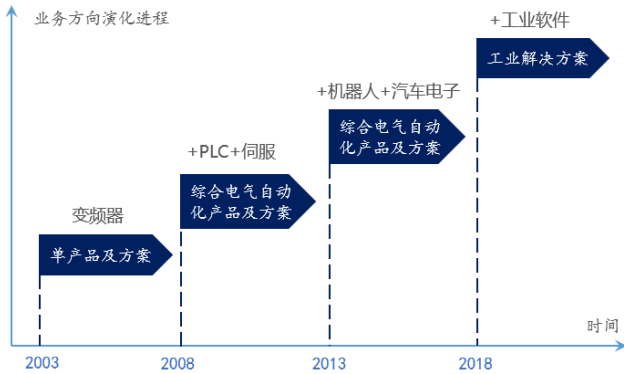 业务方向演化进程
+工业软件
工业解决方案
+机器人+汽车电子
综合电气自动
化产品及方案
+PLC+伺服
综合电气自动
化产品及方案
变频器
单产品及方案
时间
2003
2008
2013
2018